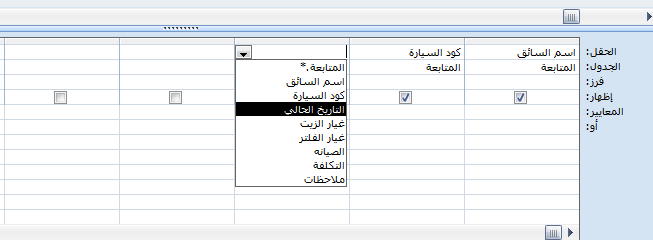 الحقل: اسم السائق كود السيارة
الجدول: المتابعة المتابعة
فرز:
إظهار:
المعايير:
أو:
المتابعة.*
اسم السائق
كود السيارة
التاريخ الحالي
غيار الزيت
غيار الفلتر
الصيانه
التكلفة
ملاحظات